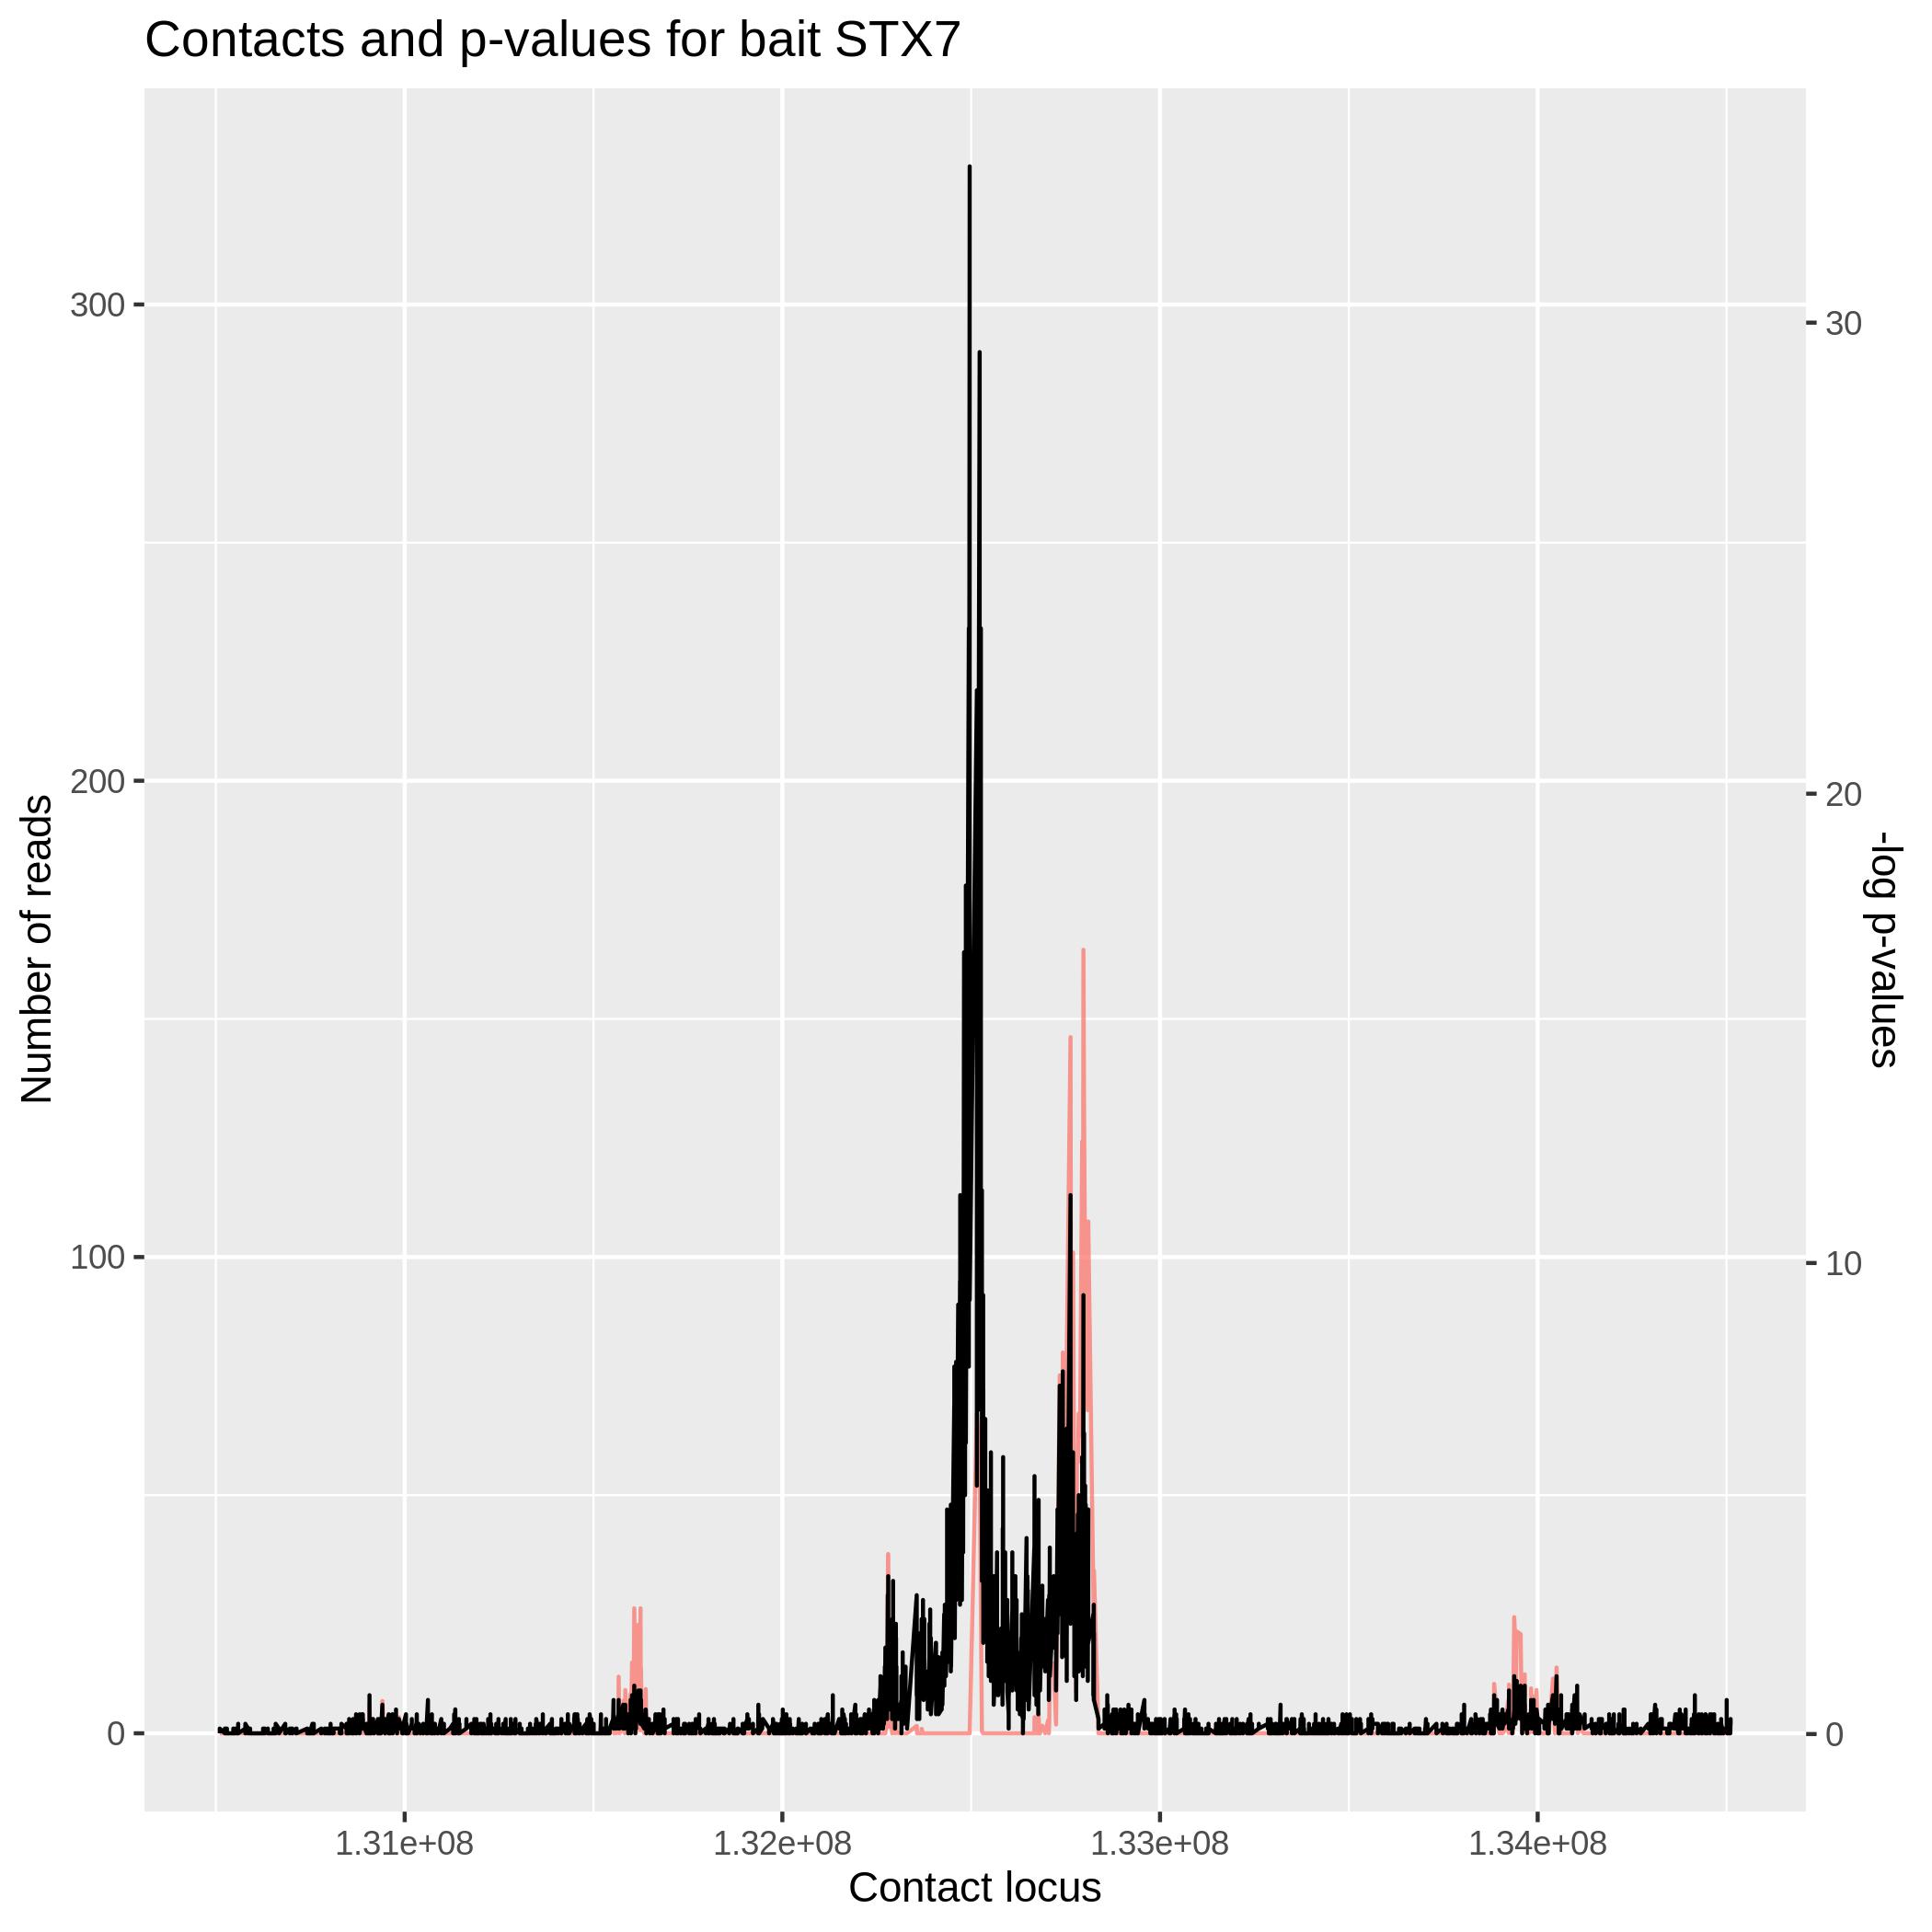 Contacts and p-values for bait STX7
300
200
100
0
Number of reads
30
20
10
0
-log p-values
1.31e+08
1.32e+08
1.33e+08
1.34e+08
Contact locus